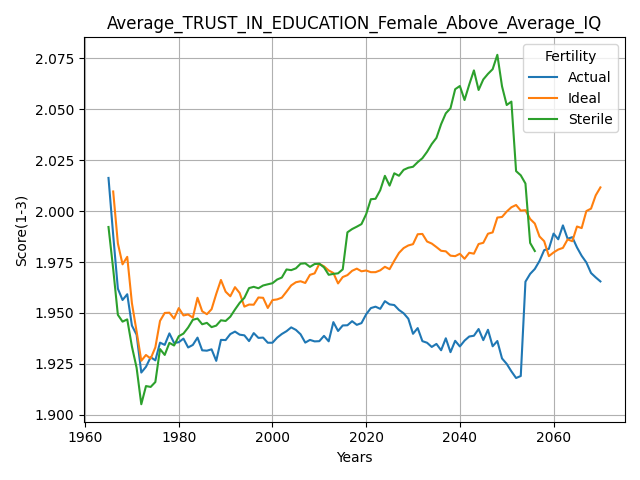 Average_TRUST_IN_EDUCATION_Female_Above_Average_IQ
Fertility
Actual
Ideal
Sterile
Score(1-3)
2.075
2.050
2.025
2.000
1.975
1.950
1.925
1.900
1960
1980
2000
2020
2040
2060
Years